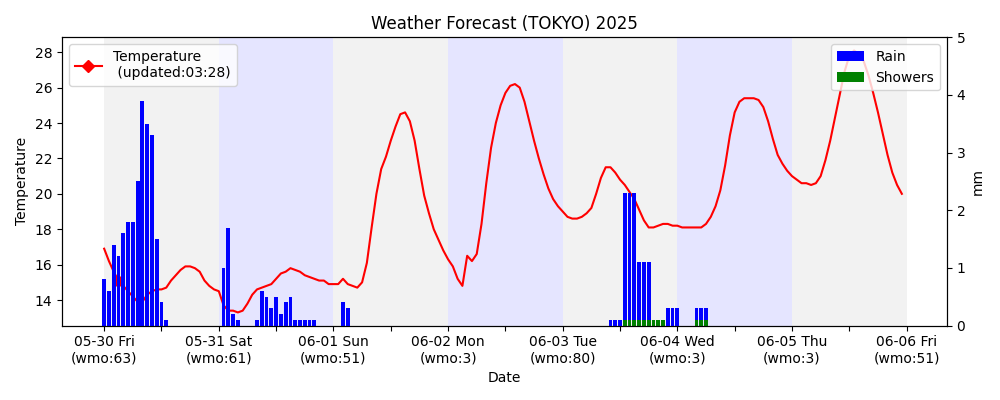 Weather Forecast (TOKYO) 2025
Temperature
(updated:03:28)
Rain
Showers
28
26
24
22
20
18
16
14
Temperature
5
4
3
2
1
0
mm
05-30 Fri
(wmo:63)
05-31 Sat
(wmo:61)
06-01 Sun
(wmo:51)
06-02 Mon
(wmo:3)
06-03 Tue
(wmo:80)
06-04 Wed
(wmo:3)
06-05 Thu
(wmo:3)
06-06 Fri
(wmo:51)
Date